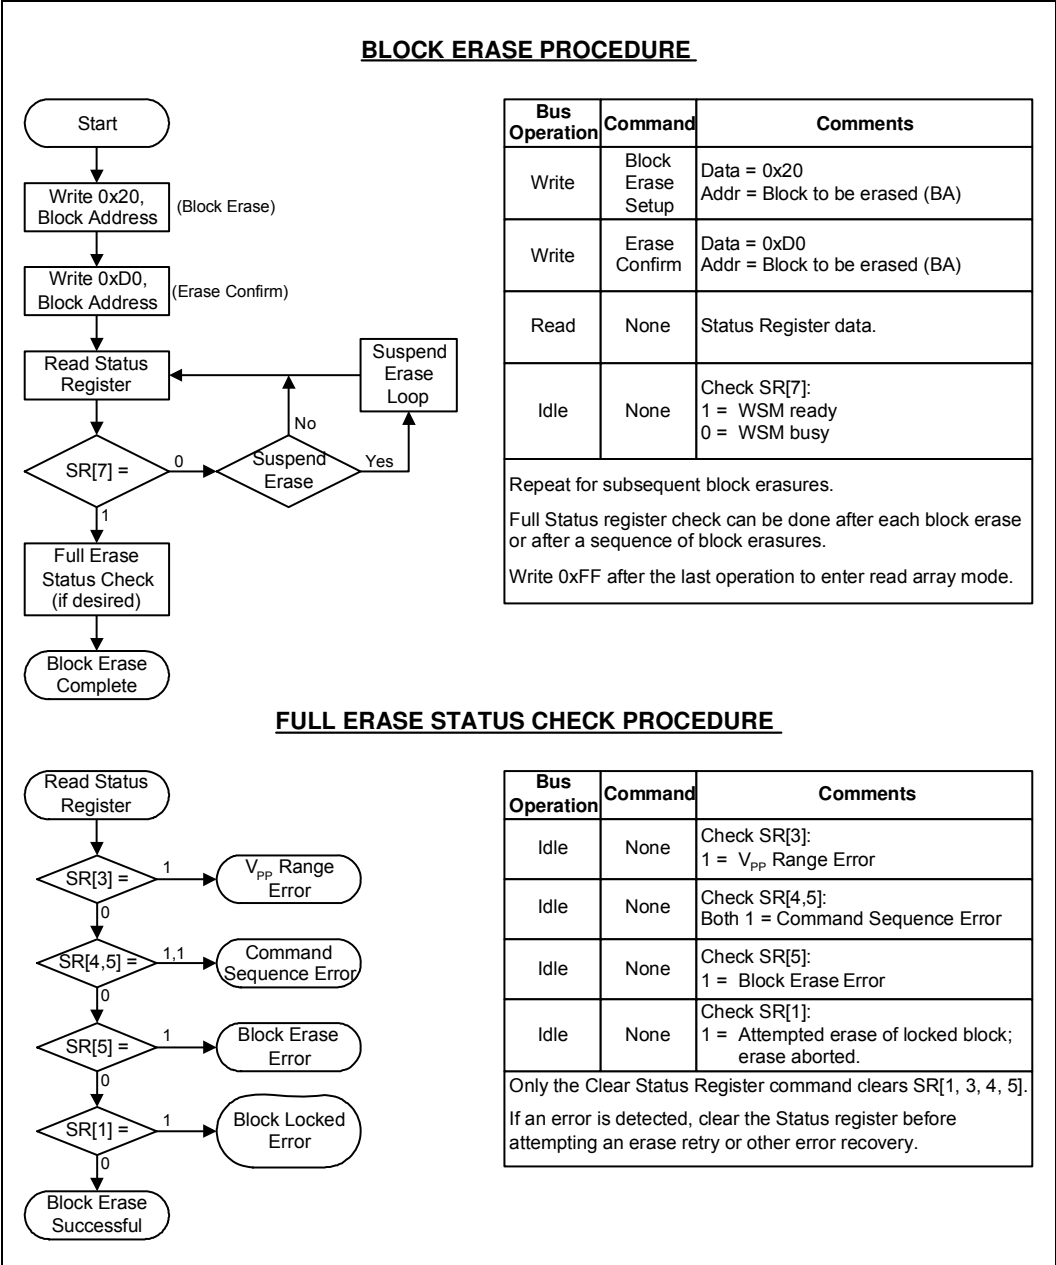 BLOCK ERASE PROCEDURE
Start
Write 0x20,
Block Address
(Block Erase)
Write 0xD0,
Block Address
(Erase Confirm)
Read Status
Register
Suspend
Erase
Loop
No
SR[7] =
0
Suspend
Erase
Yes
1
Full Erase
Status Check
(if desired)
Block Erase
Complete
Bus
Operation
Command
Comments
Write
Block
Erase
Setup
Data = 0x20
Addr = Block to be erased (BA)
Write
Erase
Confirm
Data = 0xD0
Addr = Block to be erased (BA)
Read
None
Status Register data.
Idle
None
Check SR[7]:
1 = WSM ready
0 = WSM busy
Repeat for subsequent block erasures.
Full Status register check can be done after each block erase
or after a sequence of block erasures.
Write 0xFF after the last operation to enter read array mode.
FULL ERASE STATUS CHECK PROCEDURE
Read Status
Register
SR[3] =
1
VPP Range
Error
0
SR[4,5] =
1,1
Command
Sequence Error
0
SR[5] =
1
Block Erase
Error
0
SR[1] =
1
Block Locked
Error
0
Block Erase
Successful
Bus
Operation
Command
Comments
Idle
None
Check SR[3]:
1 = VPP Range Error
Idle
None
Check SR[4,5]:
Both 1 = Command Sequence Error
Idle
None
Check SR[5]:
1 = Block Erase Error
Idle
None
Check SR[1]:
1 = Attempted erase of locked block;
erase aborted.
Only the Clear Status Register command clears SR[1, 3, 4, 5].
If an error is detected, clear the Status register before
attempting an erase retry or other error recovery.